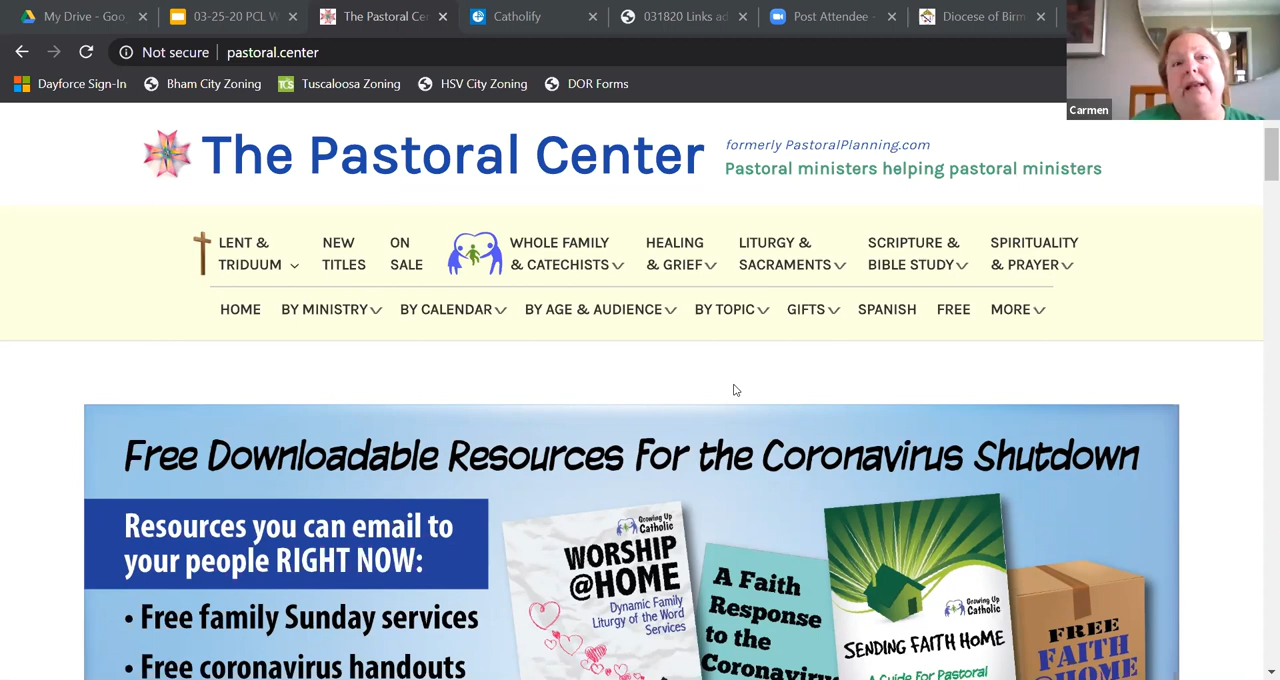 My Drive - Goo
03-25-20 PCL W
The Pastoral Cen
Catholify
031820 Links ad
Post Attendee -
Diocese of Birm
Not secure
pastoral.center
Dayforce Sign-In
Bham City Zoning
TCS
Tuscaloosa Zoning
HSV City Zoning
DOR Forms
Carmen
The Pastoral Center
formerly PastoralPlanning.com
Pastoral ministers helping pastoral ministers
LENT &
TRIDUUM
NEW
TITLES
ON
SALE
WHOLE FAMILY
& CATECHISTS
HEALING
& GRIEF
LITURGY &
SACRAMENTS
SCRIPTURE &
BIBLE STUDY
SPIRITUALITY
& PRAYER
HOME
BY MINISTRY
BY CALENDAR
BY AGE & AUDIENCE
BY TOPIC
GIFTS
SPANISH
FREE
MORE
Free Downloadable Resources For the Coronavirus Shutdown
Resources you can email to
your people RIGHT NOW:
• Free family Sunday services
• Free coronavirus handouts
Growing Up
Catholic
WORSHIP
@HOME
Dynamic Family
Liturgy of the Word
Services
A Faith
Response
to the
Coronavirus
Growing Up
Catholic
SENDING FAITH HOME
A Guide For Pastoral
FREE
FAITH
@HOME